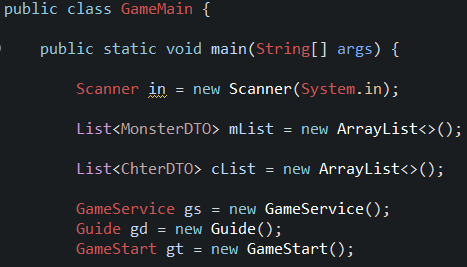 public class GameMain {
public static void main(String[] args) {
Scanner in = new Scanner(System.in);
List<MonsterDTO> mList = new ArrayList<>();
List<ChterDTO> cList = new ArrayList<>();
GameService gs = new GameService();
Guide gd = new Guide();
GameStart gt = new GameStart();